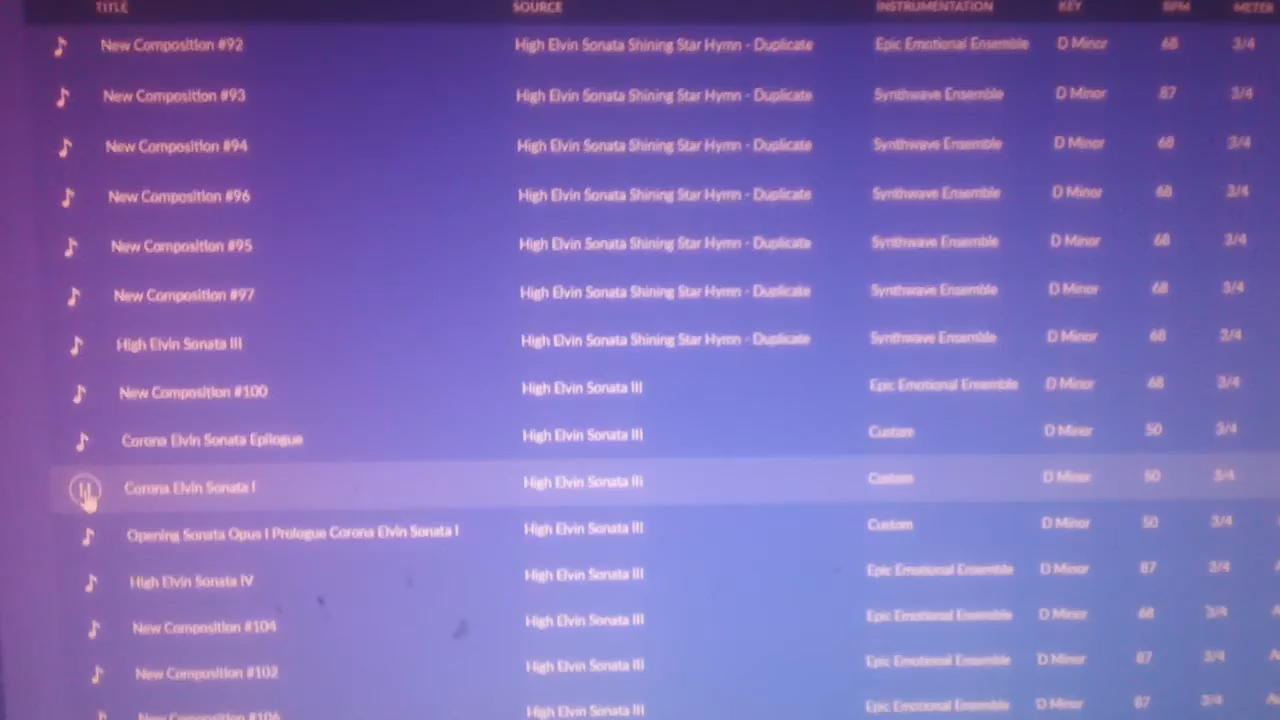 TITLE SOURCE INSTRUMENTATION KEY BPM METER
New Composition #92 High Elvin Sonata Shining Star Hymn - Duplicate Epic Emotional Ensemble D Minor 68 3/4
New Composition #93 High Elvin Sonata Shining Star Hymn - Duplicate Synthwave Ensemble D Minor 87 3/4
New Composition #94 High Elvin Sonata Shining Star Hymn - Duplicate Synthwave Ensemble D Minor 68 3/4
New Composition #96 High Elvin Sonata Shining Star Hymn - Duplicate Synthwave Ensemble D Minor 68 3/4
New Composition #95 High Elvin Sonata Shining Star Hymn - Duplicate Synthwave Ensemble D Minor 68 3/4
New Composition #97 High Elvin Sonata Shining Star Hymn - Duplicate Synthwave Ensemble D Minor 68 3/4
High Elvin Sonata III High Elvin Sonata Shining Star Hymn - Duplicate Synthwave Ensemble D Minor 68 3/4
New Composition #100 High Elvin Sonata III Epic Emotional Ensemble D Minor 68 3/4
Corona Elvin Sonata Epilogue High Elvin Sonata III Custom D Minor 50 3/4
Corona Elvin Sonata I High Elvin Sonata III Custom D Minor 50 3/4
Opening Sonata Opus I Prologue Corona Elvin Sonata I High Elvin Sonata III Custom D Minor 50 3/4
High Elvin Sonata IV High Elvin Sonata III Epic Emotional Ensemble D Minor 87 3/4
New Composition #104 High Elvin Sonata III Epic Emotional Ensemble D Minor 68 3/4
New Composition #102 High Elvin Sonata III Epic Emotional Ensemble D Minor 87 3/4
New Composition #106 High Elvin Sonata III Epic Emotional Ensemble D Minor 87 3/4